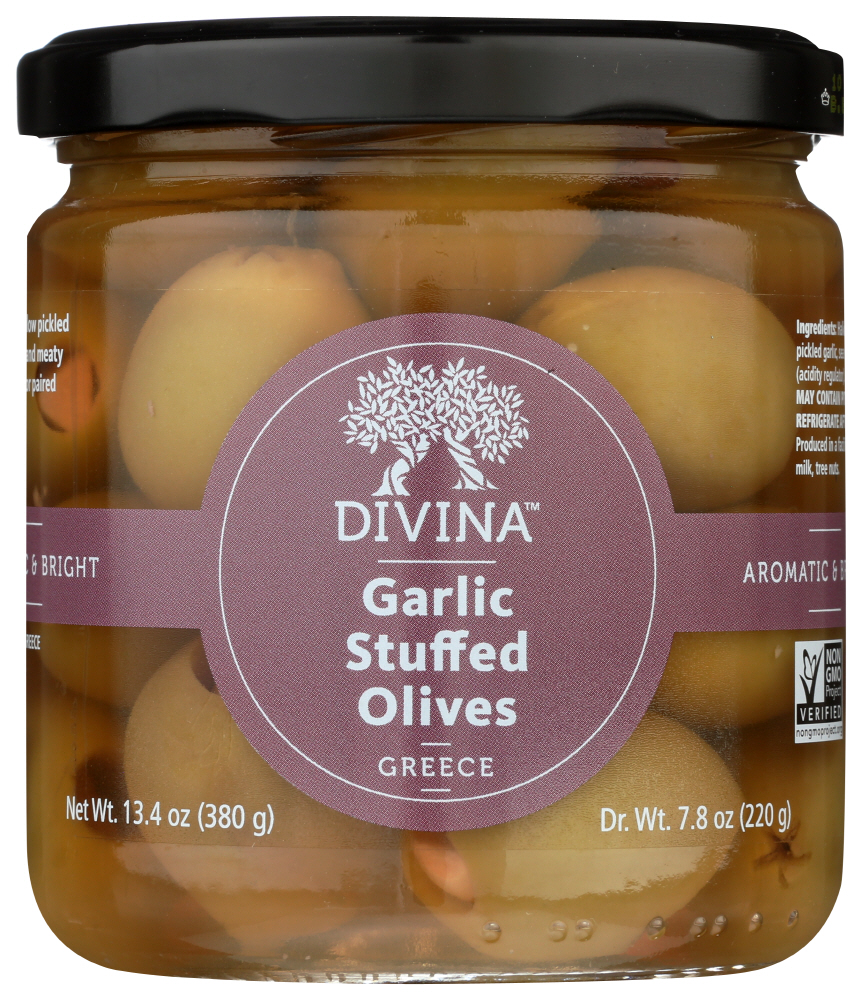 DIVINA™
Garlic
Stuffed
Olives
GREECE
Net Wt. 13.4 oz (380 g)
Dr. Wt. 7.8 oz (220 g)
pickled
and meaty
or paired
& BRIGHT
AROMATIC &
Ingredients:
pickled garlic,
(acidity
MAY CONTAIN
REFRIGERATE
Produced in a
milk, tree nuts.
NON
GMO
Project
VERIFIED
nongmoproject.org